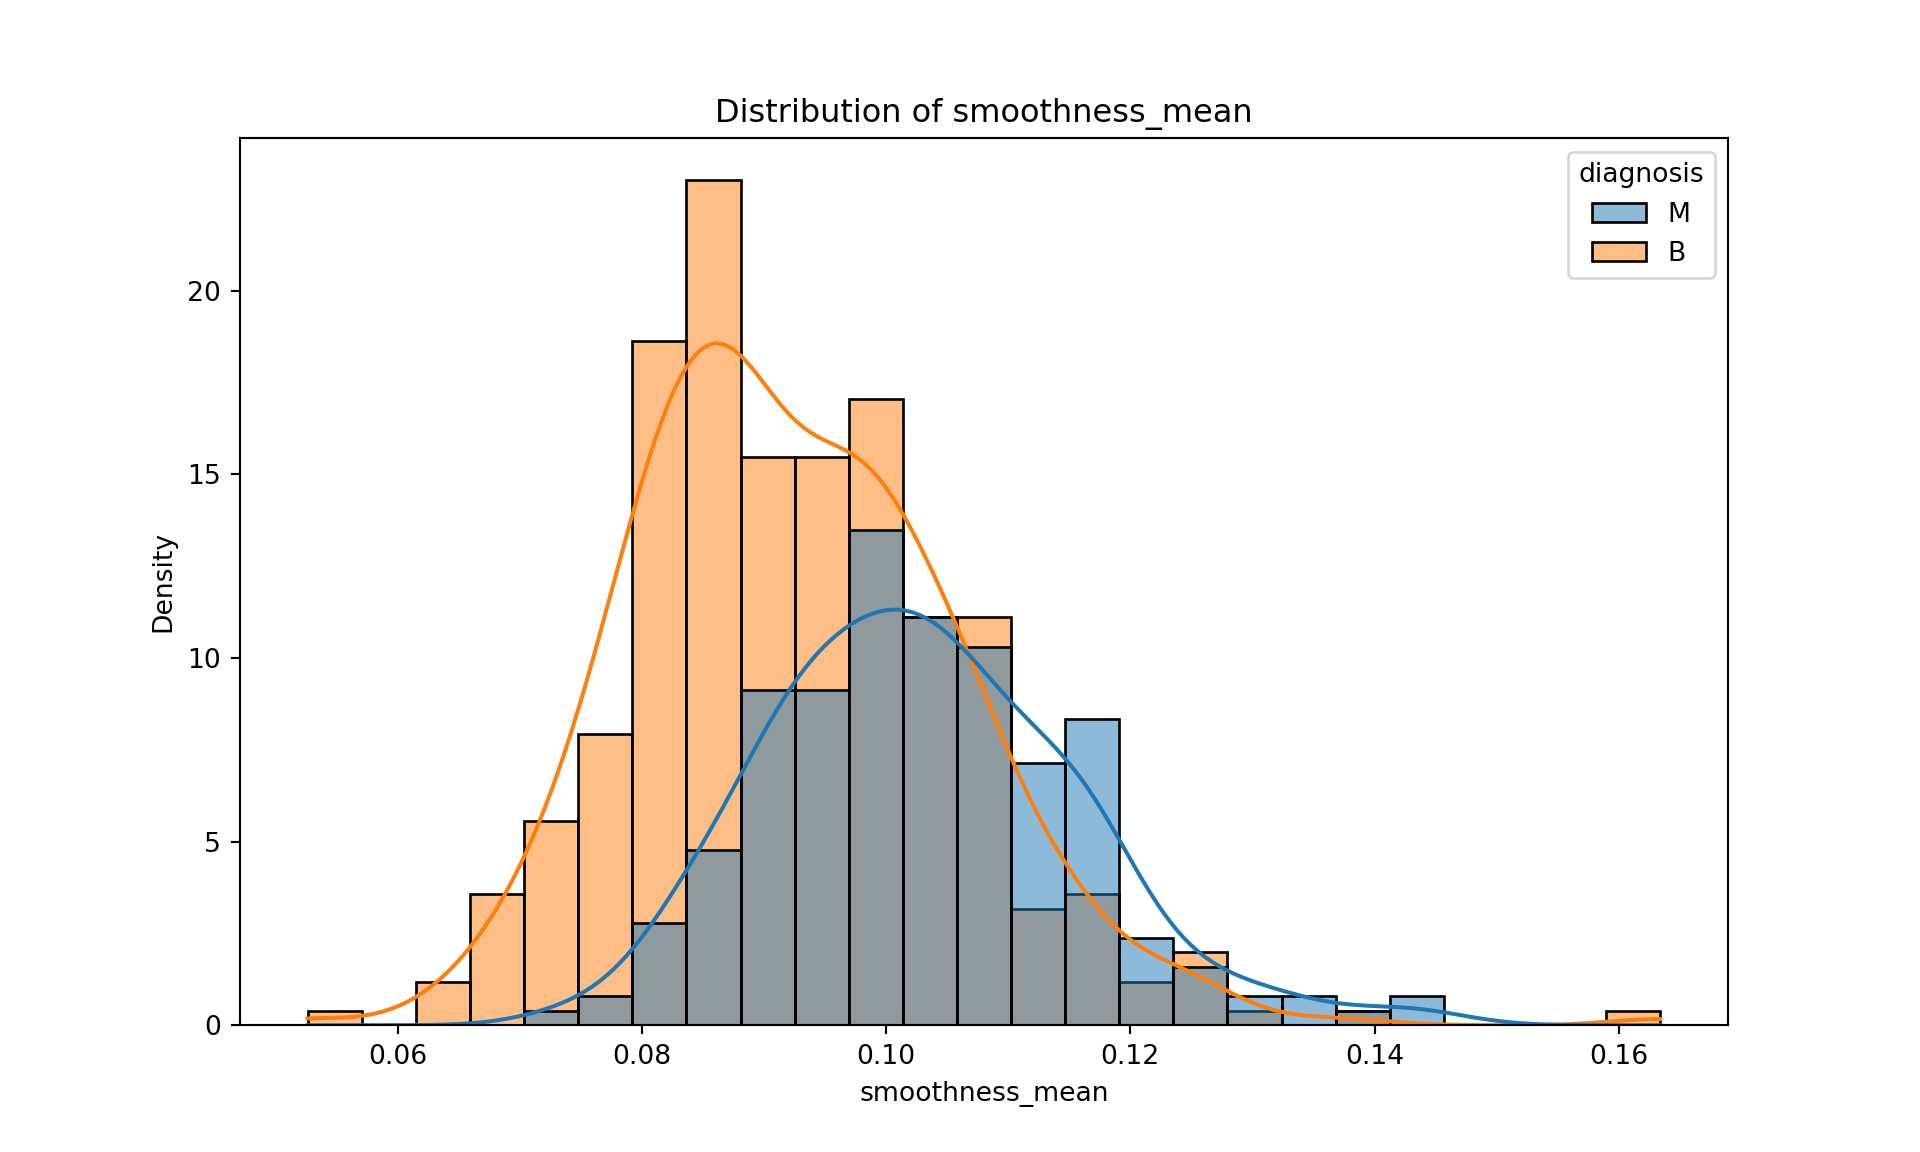 Distribution of smoothness_mean
diagnosis
M
B
Density
20
15
10
5
0
0.06 0.08 0.10 0.12 0.14 0.16
smoothness_mean